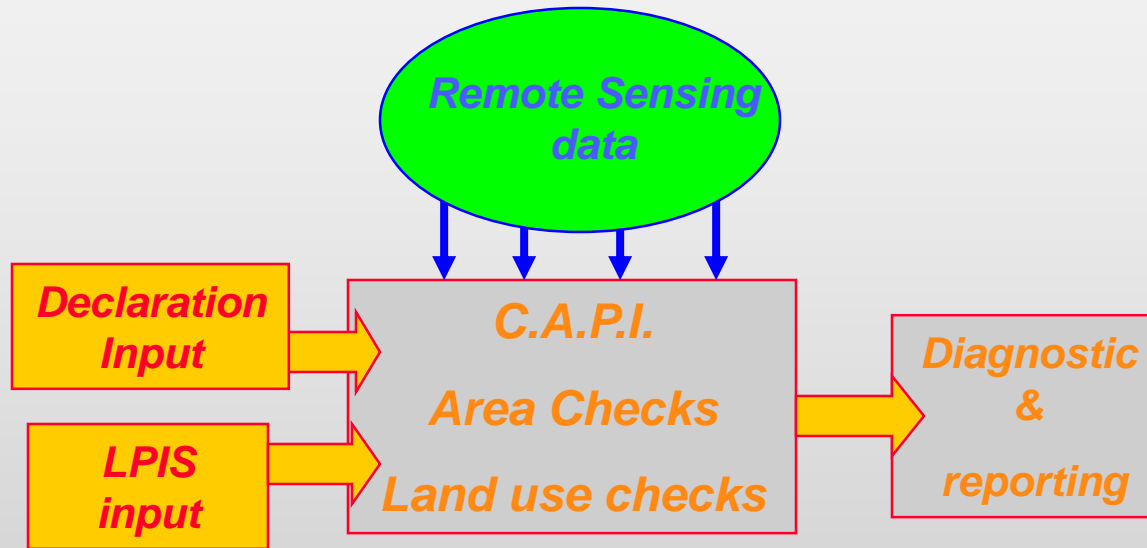 Remote Sensing
data
Declaration
Input
LPIS
input
C.A.P.I.
Area Checks
Land use checks
Diagnostic
&
reporting